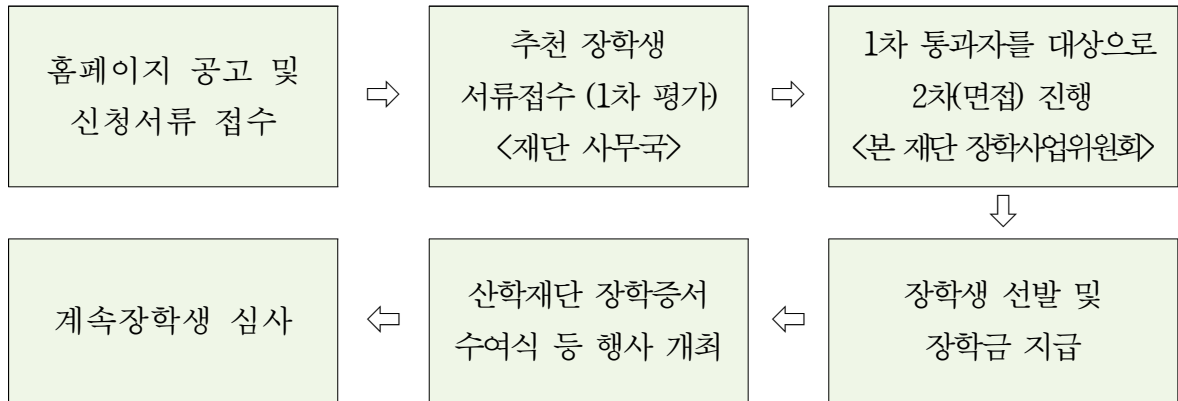 홈페이지 공고 및
신청서류 접수
⇨
추천 장학생
서류접수 (1차 평가)
<재단 사무국>
⇨
1차 통과자를 대상으로
2차(면접) 진행
<본 재단 장학사업위원회>
⇩
장학생 선발 및
장학금 지급
⇦
산학재단 장학증서
수여식 등 행사 개최
⇦
계속장학생 심사